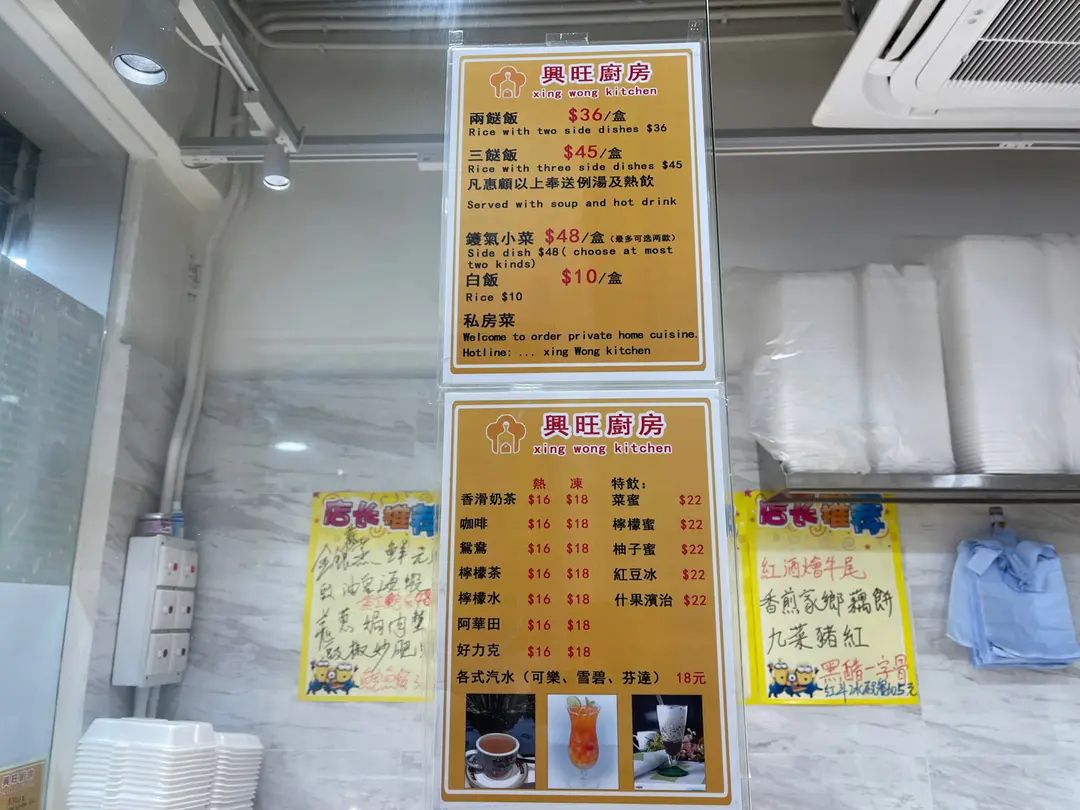 興旺廚房
xing wong kitchen
兩餸飯 $36/盒
Rice with two side dishes $36
三餸飯 $45/盒
Rice with three side dishes $45
凡惠顧以上奉送例湯及熱飲
Served with soup and hot drink
鑊氣小菜 $48/盒(最多可选两款)
Side dish $48( choose at most
two kinds)
白飯 $10/盒
Rice $10
私房菜
Welcome to order private home cuisine.
Hotline: ... xing Wong kitchen
興旺廚房
xing wong kitchen
熱 凍 特飲:
香滑奶茶 $16 $18 菜蜜 $22
咖啡 $16 $18 檸檬蜜 $22
鴛鴦 $16 $18 柚子蜜 $22
檸檬茶 $16 $18 紅豆冰 $22
檸檬水 $16 $18 什果濱治 $22
阿華田 $16 $18
好力克 $16 $18
各式汽水(可樂、雪碧、芬達) 18元
店长推荐
店长推荐
紅酒燴牛尾
香煎家鄉藕餅
九菜豬紅
黑醋一字骨
興旺廚房